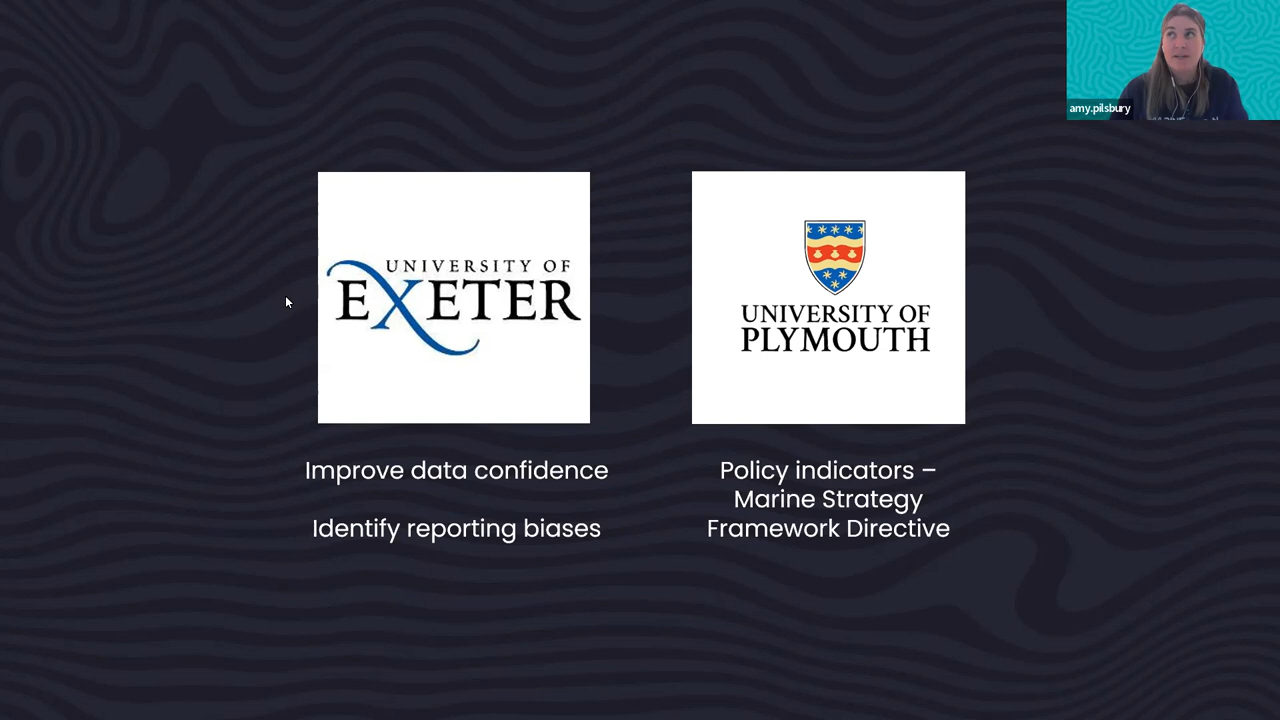 amy.pilsbury
UNIVERSITY OF
EXETER
UNIVERSITY OF
PLYMOUTH
Improve data confidence
Identify reporting biases
Policy indicators –
Marine Strategy
Framework Directive